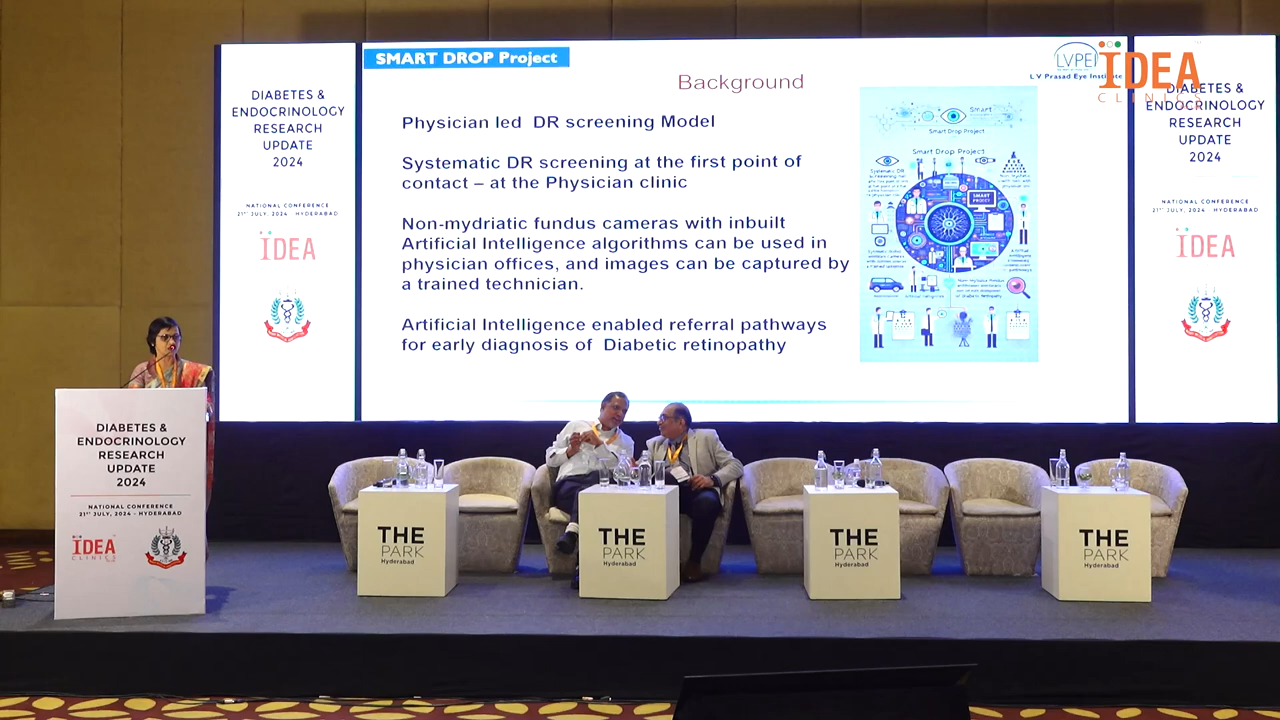 DIABETES &
ENDOCRINOLOGY
RESEARCH
UPDATE
2024
NATIONAL CONFERENCE
21ST JULY, 2024 - HYDERABAD
IDEA
SMART DROP Project
LVPEI
L V Prasad Eye Institute
IDEA
CLINICS
Background
Physician led DR screening Model
Systematic DR screening at the first point of
contact – at the Physician clinic
Non-mydriatic fundus cameras with inbuilt
Artificial Intelligence algorithms can be used in
physician offices, and images can be captured by
a trained technician.
Artificial Intelligence enabled referral pathways
for early diagnosis of Diabetic retinopathy
Smart
Smart Drop Project
Smart Drop Project
SMART
PROJECT
DIABETES &
ENDOCRINOLOGY
RESEARCH
UPDATE
2024
NATIONAL CONFERENCE
21ST JULY, 2024 - HYDERABAD
IDEA
DIABETES &
ENDOCRINOLOGY
RESEARCH
UPDATE
2024
NATIONAL CONFERENCE
21ST JULY, 2024 - HYDERABAD
IDEA
CLINICS
THE
PARK
Hyderabad
THE
PARK
Hyderabad
THE
PARK
Hyderabad
THE
PARK
Hyderabad